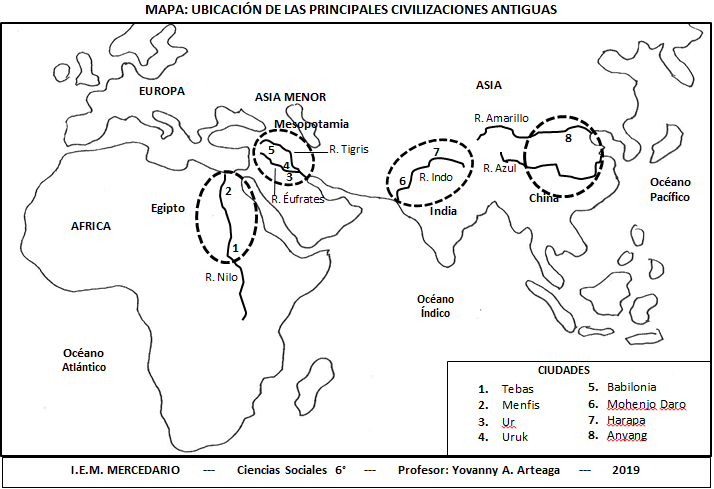 MAPA: UBICACIÓN DE LAS PRINCIPALES CIVILIZACIONES ANTIGUAS
EUROPA
ASIA
ASIA MENOR
Mesopotamia
R. Amarillo
5
R. Tigris
4
3
7
8
6
R. Indo
R. Azul
2
R. Éufrates
Egipto
India
China
Océano
Pacífico
AFRICA
1
R. Nilo
Océano
Índico
Océano
Atlántico
CIUDADES
1. Tebas
2. Menfis
3. Ur
4. Uruk
5. Babilonia
6. Mohenjo Daro
7. Harapa
8. Anyang
I.E.M. MERCEDARIO --- Ciencias Sociales 6° --- Profesor: Yovanny A. Arteaga --- 2019